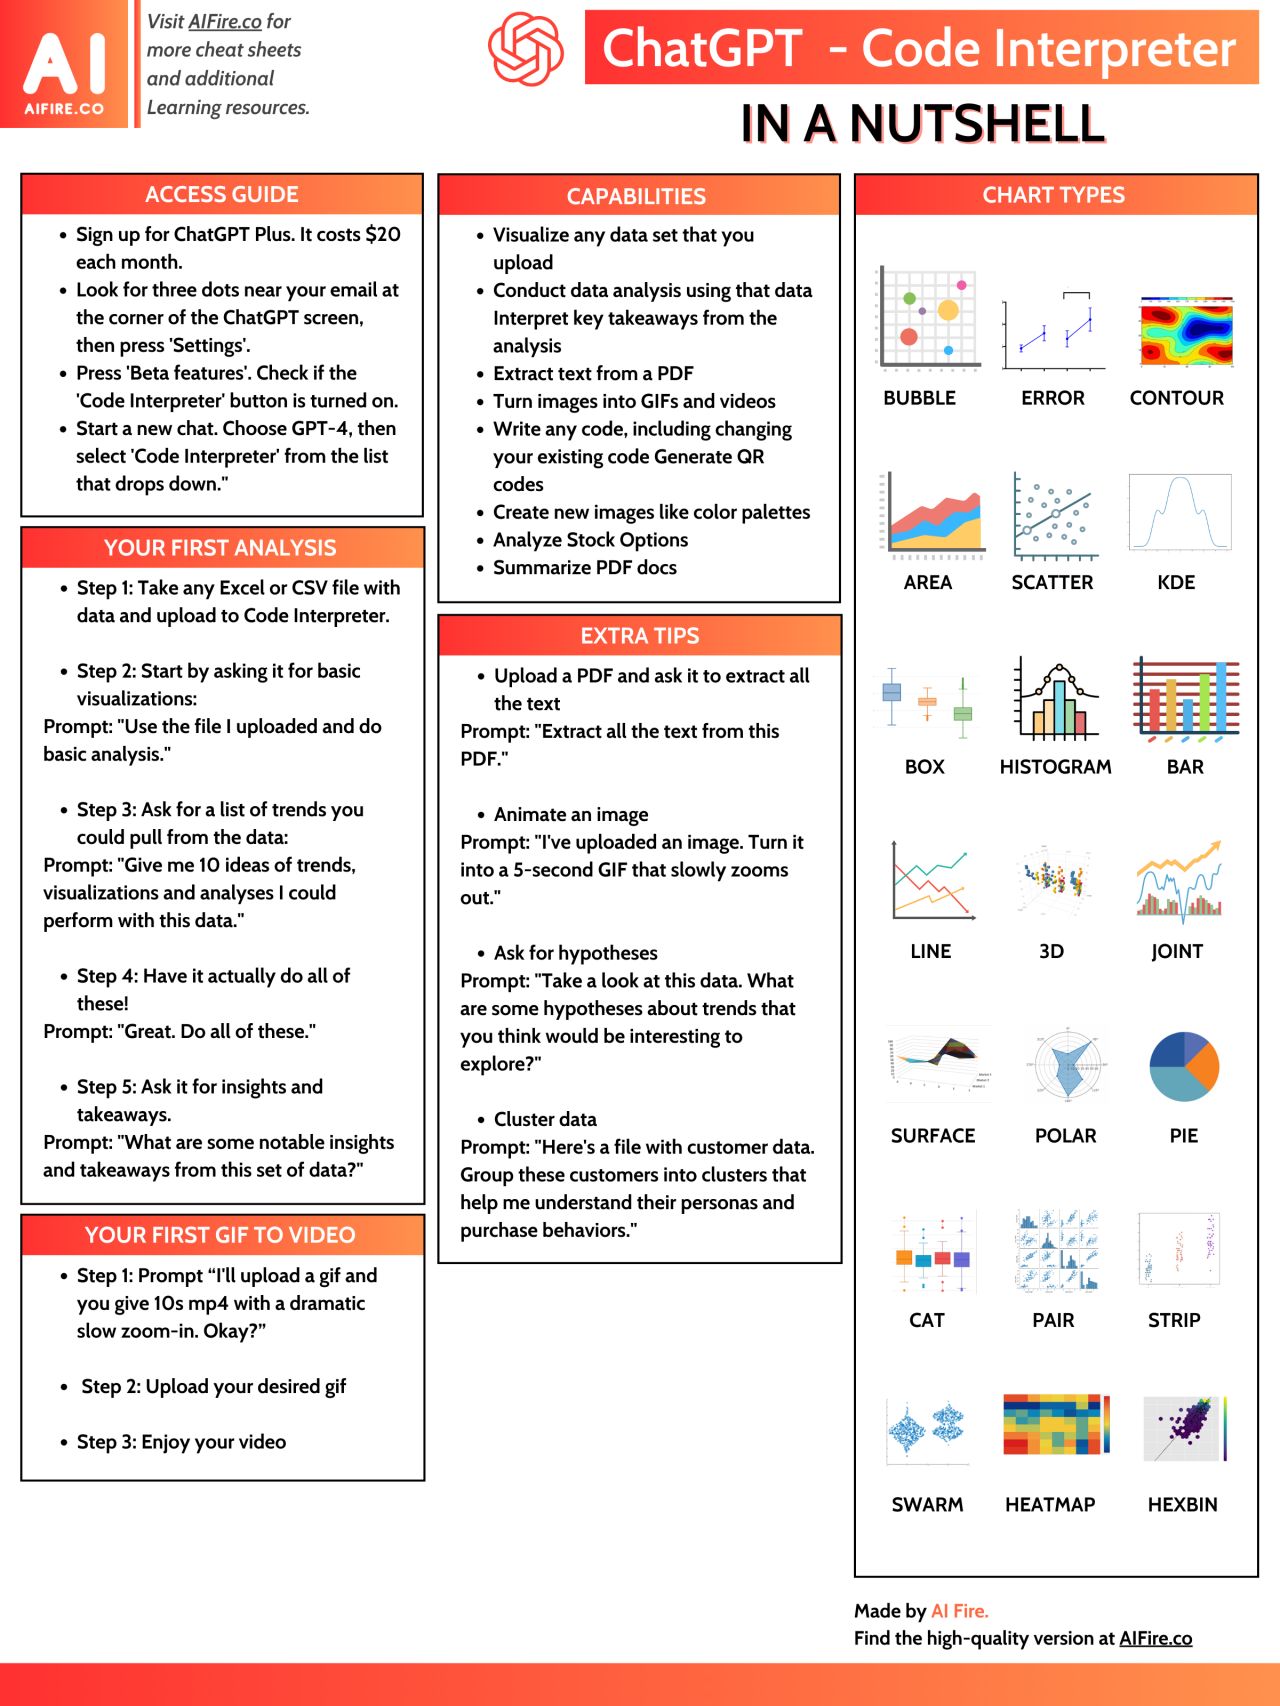 AI
AIFIRE.CO
Visit AIFire.co for
more cheat sheets
and additional
Learning resources.
ChatGPT - Code Interpreter
IN A NUTSHELL
ACCESS GUIDE
• Sign up for ChatGPT Plus. It costs $20
each month.
• Look for three dots near your email at
the corner of the ChatGPT screen,
then press 'Settings'.
• Press 'Beta features'. Check if the
'Code Interpreter' button is turned on.
• Start a new chat. Choose GPT-4, then
select 'Code Interpreter' from the list
that drops down."
YOUR FIRST ANALYSIS
• Step 1: Take any Excel or CSV file with
data and upload to Code Interpreter.
• Step 2: Start by asking it for basic
visualizations:
Prompt: "Use the file I uploaded and do
basic analysis."
• Step 3: Ask for a list of trends you
could pull from the data:
Prompt: "Give me 10 ideas of trends,
visualizations and analyses I could
perform with this data."
• Step 4: Have it actually do all of
these!
Prompt: "Great. Do all of these."
• Step 5: Ask it for insights and
takeaways.
Prompt: "What are some notable insights
and takeaways from this set of data?"
YOUR FIRST GIF TO VIDEO
• Step 1: Prompt “I'll upload a gif and
you give 10s mp4 with a dramatic
slow zoom-in. Okay?”
• Step 2: Upload your desired gif
• Step 3: Enjoy your video
CAPABILITIES
• Visualize any data set that you
upload
• Conduct data analysis using that data
Interpret key takeaways from the
analysis
• Extract text from a PDF
• Turn images into GIFs and videos
• Write any code, including changing
your existing code Generate QR
codes
• Create new images like color palettes
• Analyze Stock Options
• Summarize PDF docs
EXTRA TIPS
• Upload a PDF and ask it to extract all
the text
Prompt: "Extract all the text from this
PDF."
• Animate an image
Prompt: "I've uploaded an image. Turn it
into a 5-second GIF that slowly zooms
out."
• Ask for hypotheses
Prompt: "Take a look at this data. What
are some hypotheses about trends that
you think would be interesting to
explore?"
• Cluster data
Prompt: "Here's a file with customer data.
Group these customers into clusters that
help me understand their personas and
purchase behaviors."
CHART TYPES
BUBBLE ERROR CONTOUR
AREA SCATTER KDE
BOX HISTOGRAM BAR
LINE 3D JOINT
SURFACE POLAR PIE
CAT PAIR STRIP
SWARM HEATMAP HEXBIN
Made by AI Fire.
Find the high-quality version at AIFire.co